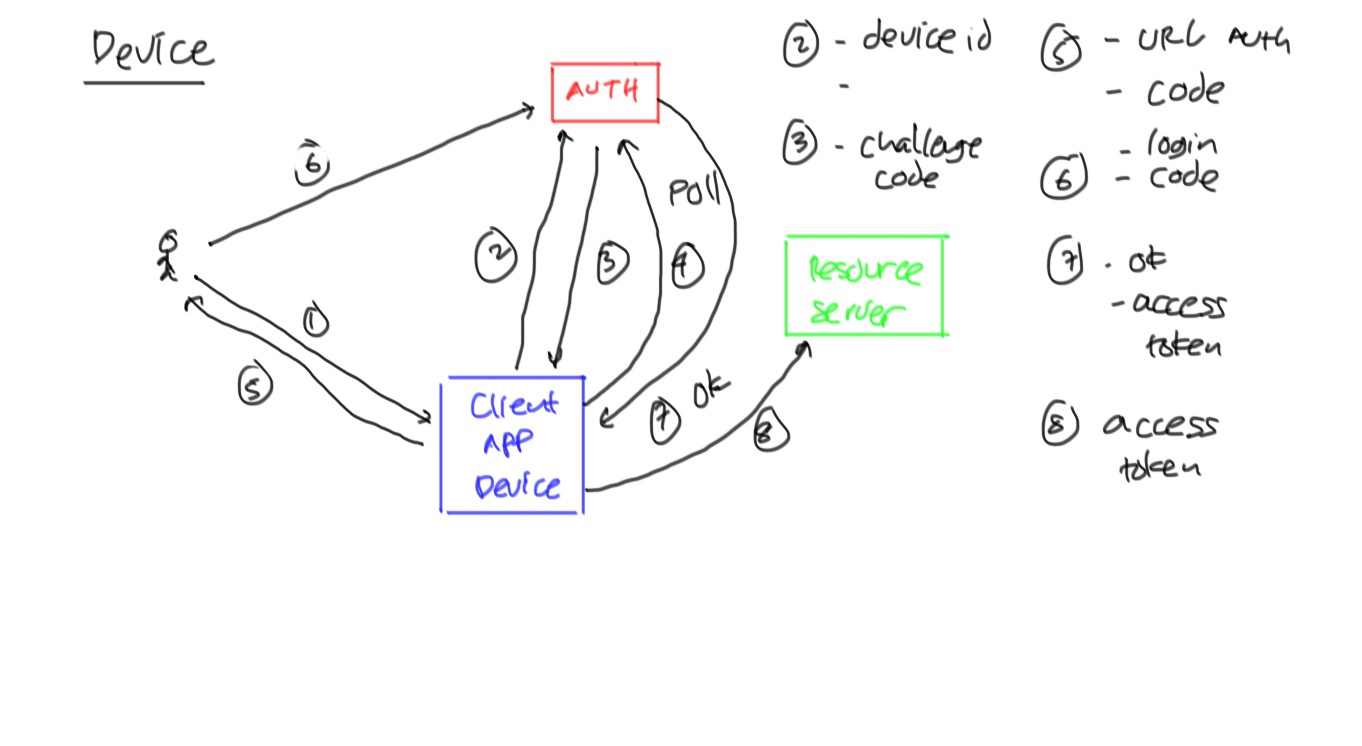 Device
AUTH
6
Poll
2
3
4
1
5
7 OK
8
Client
APP
Device
Resource
server
2 - device id
-
3 - challage
code
5 - URL AUTH
- code
- login
6 - code
7 . ok
- access
token
8 access
token